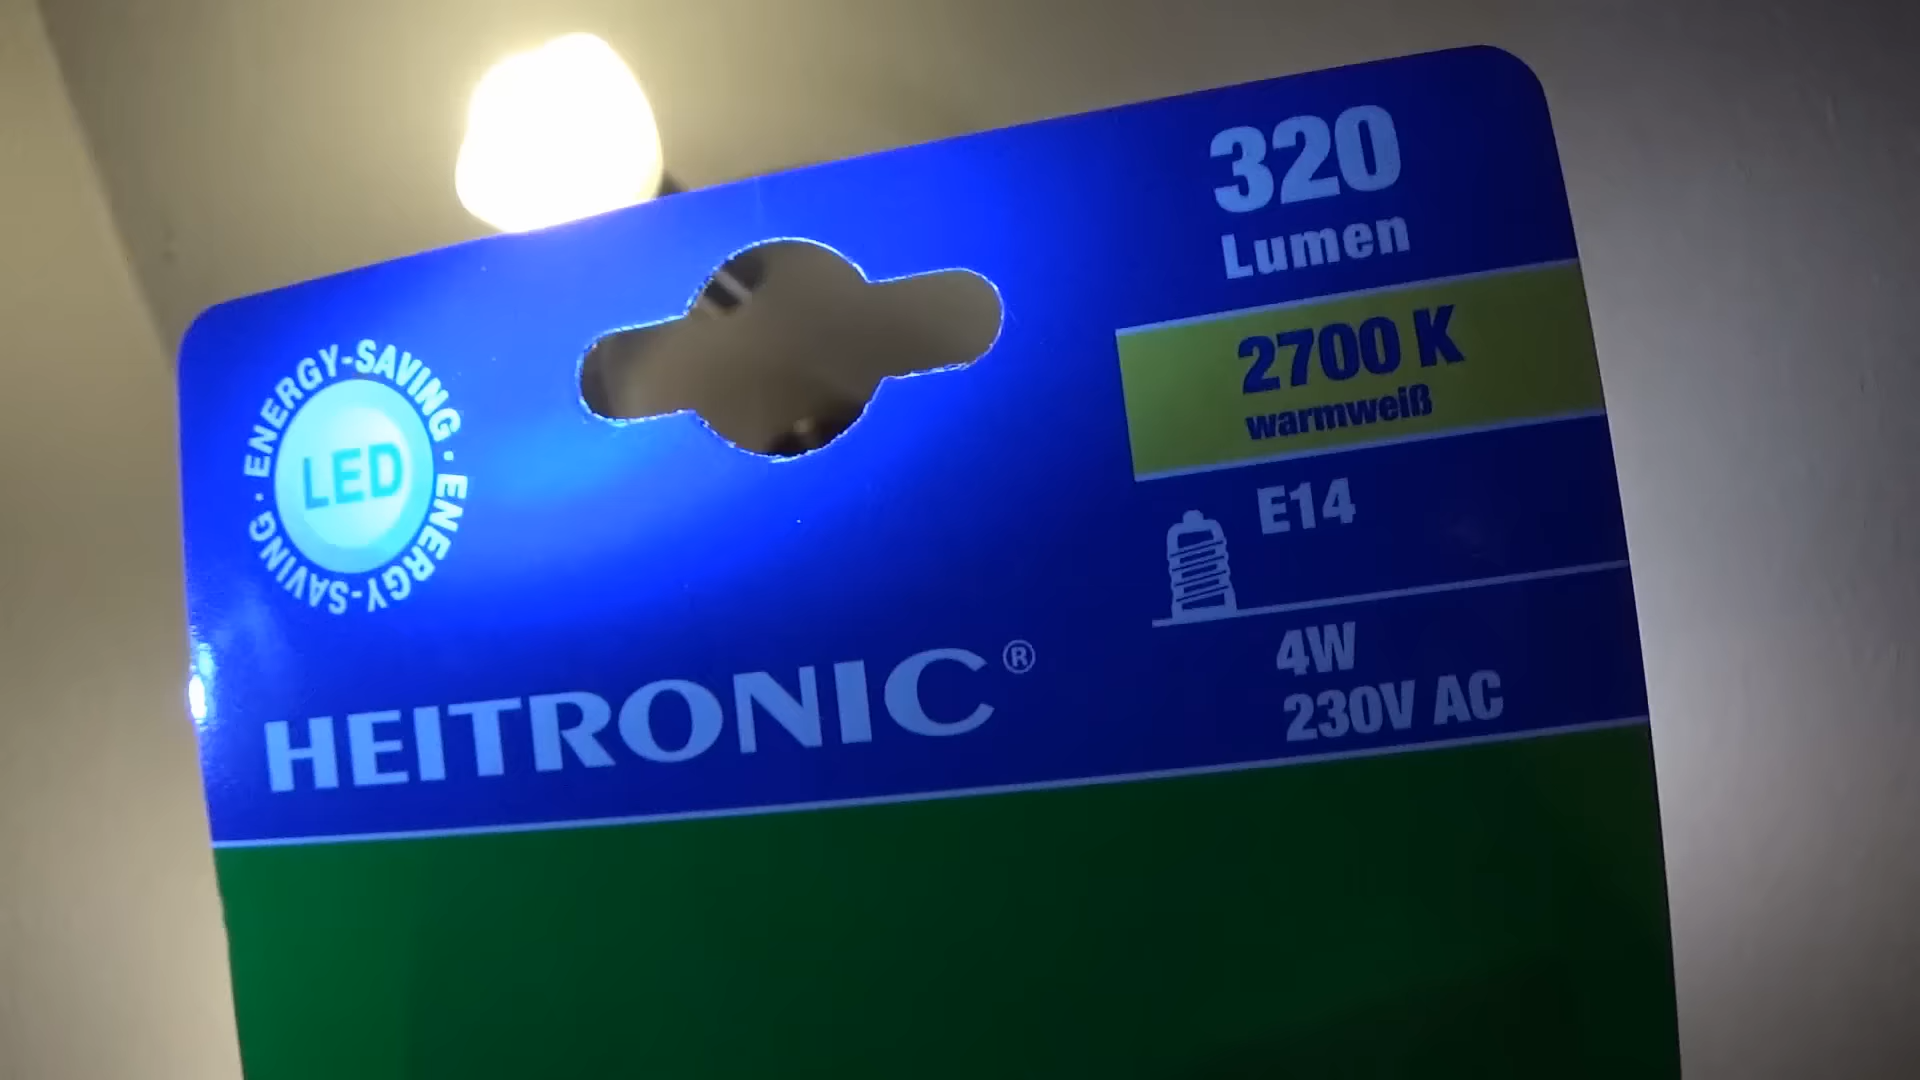 320
Lumen
2700 K
warmweiß
E14
4W
230V AC
ENERGY-SAVING · ENERGY-SAVING ·
LED
HEITRONIC®